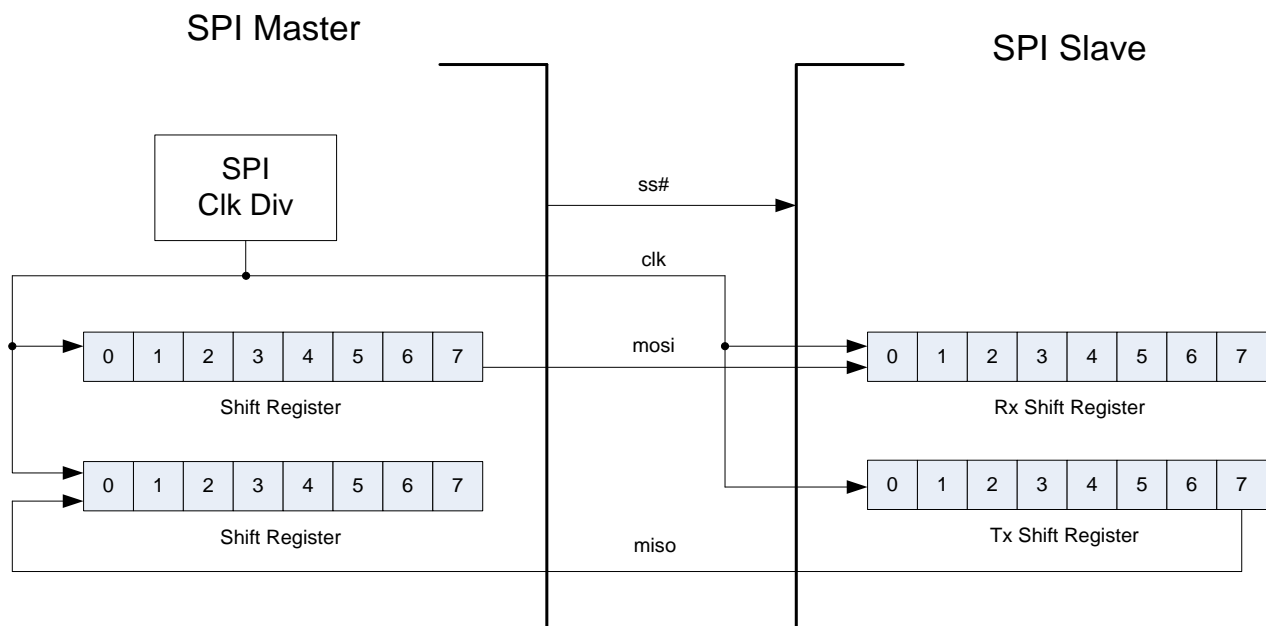 SPI Master
SPI Slave
SPI
Clk Div
ss#
clk
mosi
0 1 2 3 4 5 6 7
Shift Register
0 1 2 3 4 5 6 7
Rx Shift Register
0 1 2 3 4 5 6 7
Shift Register
0 1 2 3 4 5 6 7
Tx Shift Register
miso